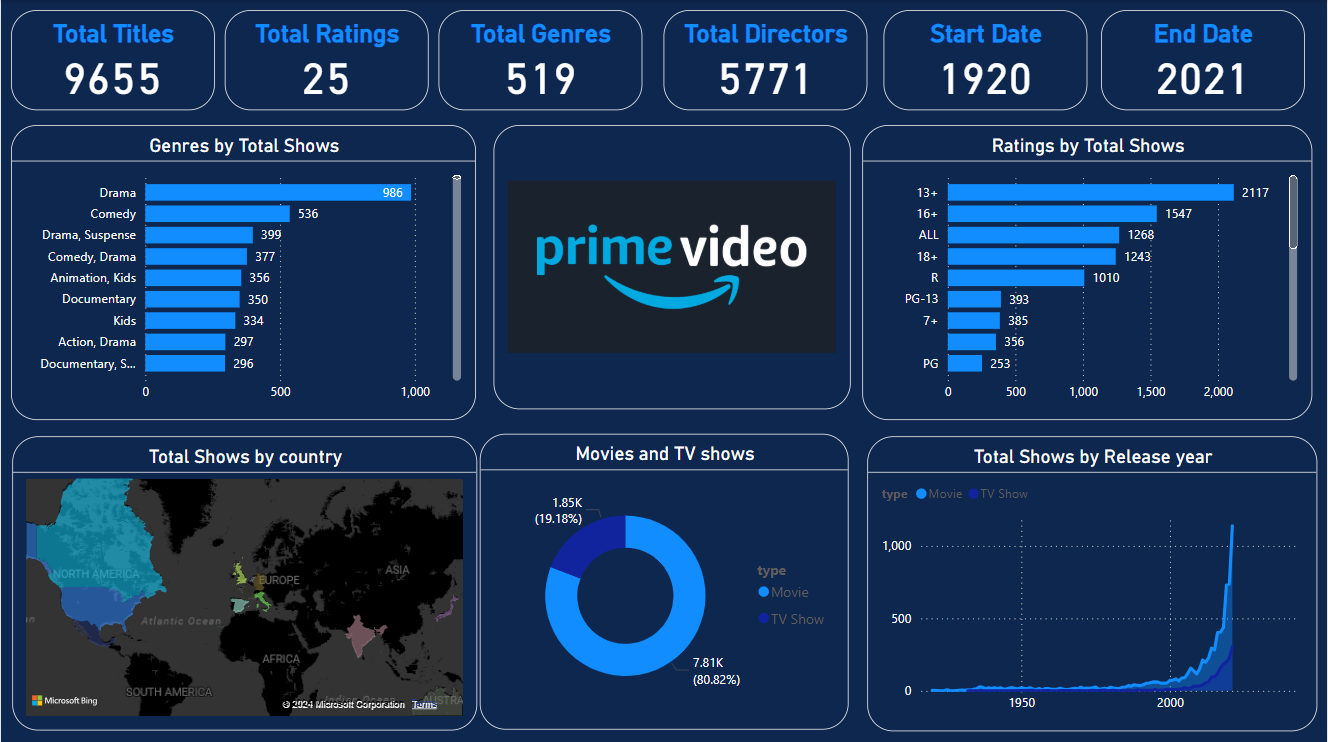 Total Titles
9655
Total Ratings
25
Total Genres
519
Total Directors
5771
Start Date
1920
End Date
2021
Genres by Total Shows
Drama
986
Comedy
536
Drama, Suspense
399
Comedy, Drama
377
Animation, Kids
356
Documentary
350
Kids
334
Action, Drama
297
Documentary, S...
296
0
500
1,000
prime video
Ratings by Total Shows
13+
2117
16+
1547
ALL
1268
18+
1243
R
1010
PG-13
393
7+
385
356
PG
253
0
500
1,000
1,500
2,000
Total Shows by country
NORTH AMERICA
EUROPE
ASIA
Atlantic Ocean
AFRICA
SOUTH AMERICA
Indian Ocean
AUSTRA
Microsoft Bing
© 2024 Microsoft Corporation Terms
Movies and TV shows
1.85K
(19.18%)
type
Movie
TV Show
7.81K
(80.82%)
Total Shows by Release year
type Movie TV Show
1,000
500
0
1950
2000